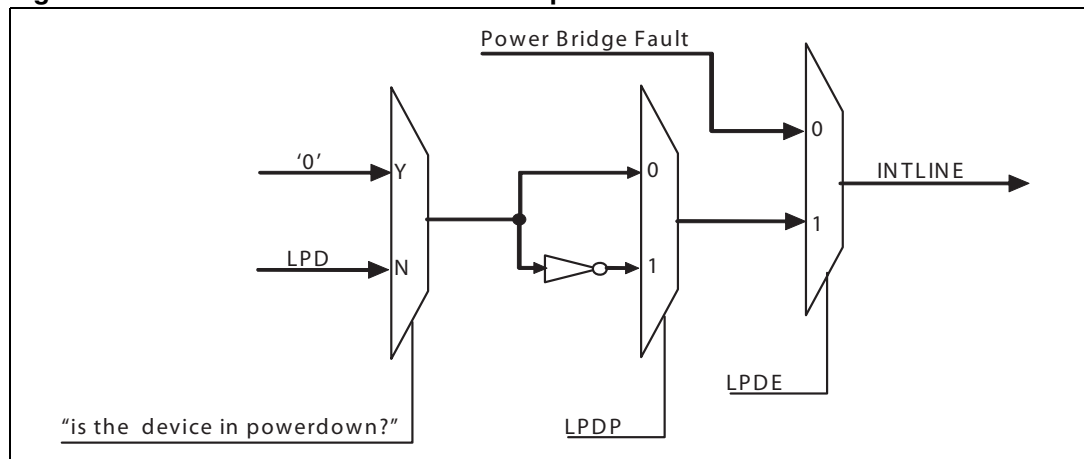 Power Bridge Fault
0
'0'
Y
0
INTLINE
1
LPD
N
1
LPDE
"is the device in powerdown?"
LPDP